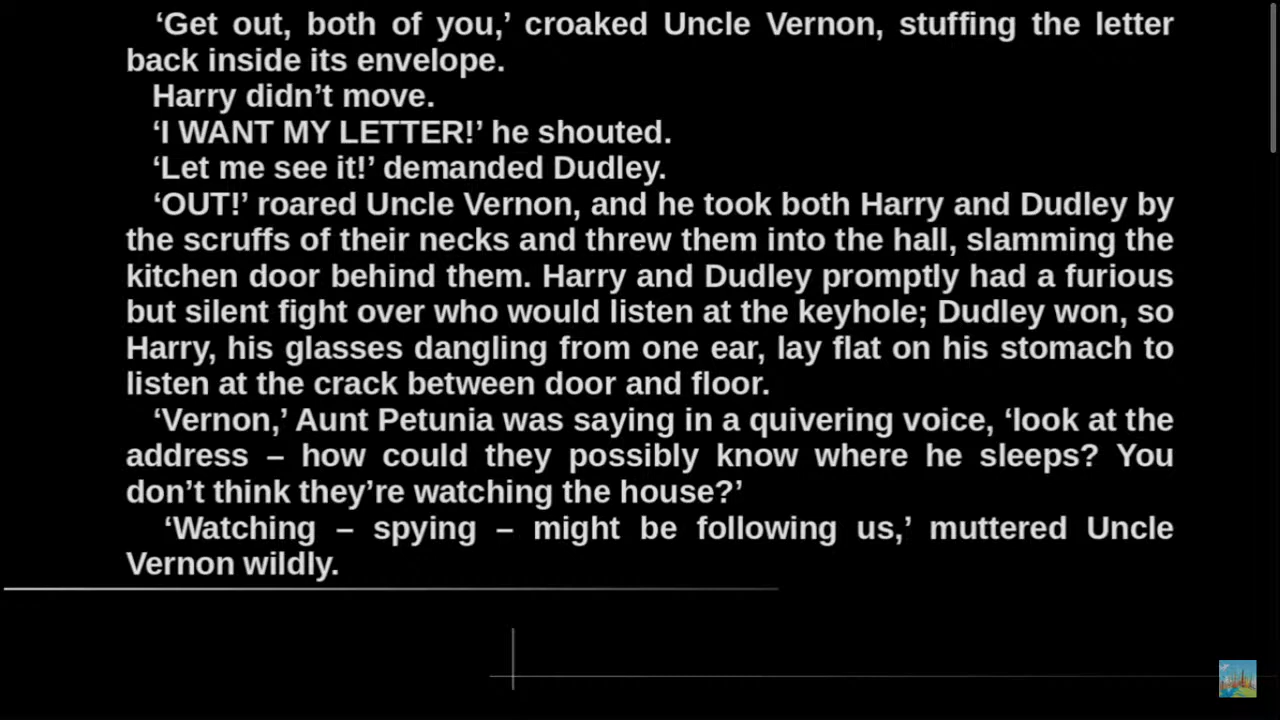 ‘Get out, both of you,’ croaked Uncle Vernon, stuffing the letter
back inside its envelope.
Harry didn’t move.
‘I WANT MY LETTER!’ he shouted.
‘Let me see it!’ demanded Dudley.
‘OUT!’ roared Uncle Vernon, and he took both Harry and Dudley by
the scruffs of their necks and threw them into the hall, slamming the
kitchen door behind them. Harry and Dudley promptly had a furious
but silent fight over who would listen at the keyhole; Dudley won, so
Harry, his glasses dangling from one ear, lay flat on his stomach to
listen at the crack between door and floor.
‘Vernon,’ Aunt Petunia was saying in a quivering voice, ‘look at the
address – how could they possibly know where he sleeps? You
don’t think they’re watching the house?’
‘Watching – spying – might be following us,’ muttered Uncle
Vernon wildly.